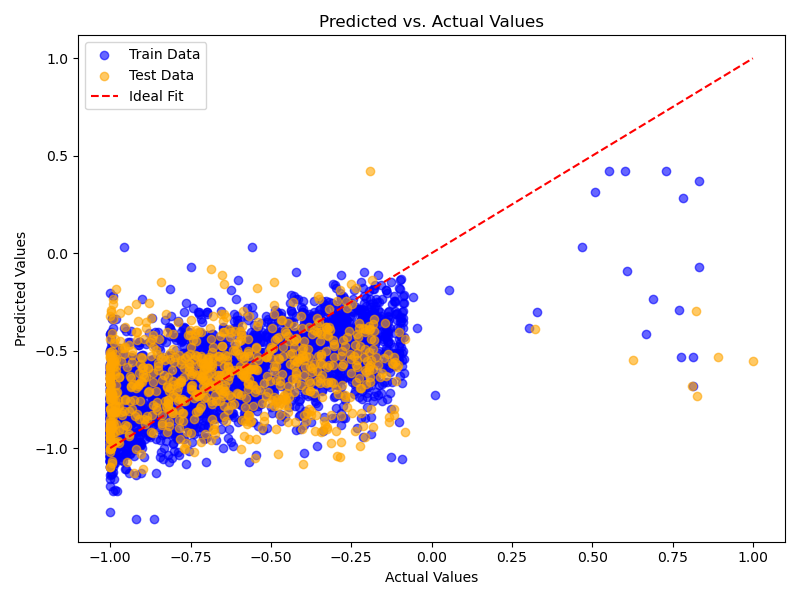 Predicted vs. Actual Values
Train Data
Test Data
Ideal Fit
1.0
0.5
0.0
−0.5
−1.0
Predicted Values
−1.00 −0.75 −0.50 −0.25 0.00 0.25 0.50 0.75 1.00
Actual Values